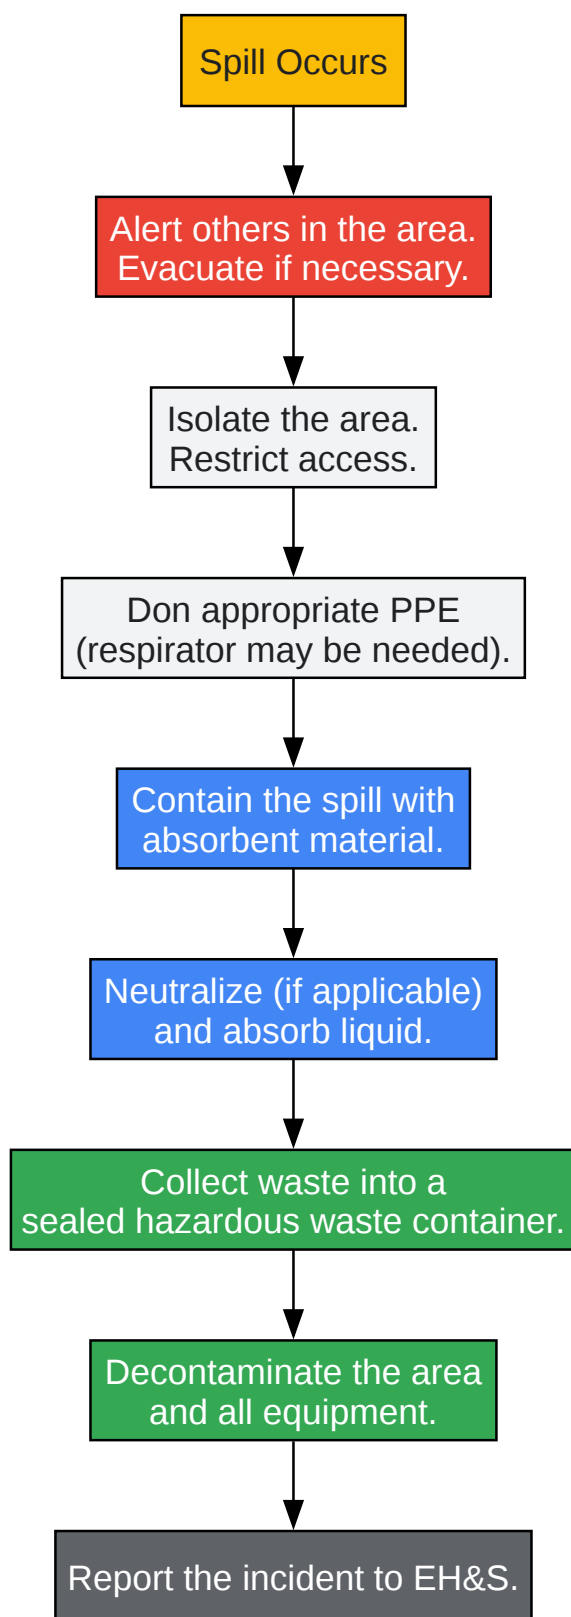 Spill Occurs
Alert others in the area.
Evacuate if necessary.
Isolate the area.
Restrict access.
Don appropriate PPE
(respirator may be needed).
Contain the spill with
absorbent material.
Neutralize (if applicable)
and absorb liquid.
Collect waste into a
sealed hazardous waste container.
Decontaminate the area
and all equipment.
Report the incident to EH&S.